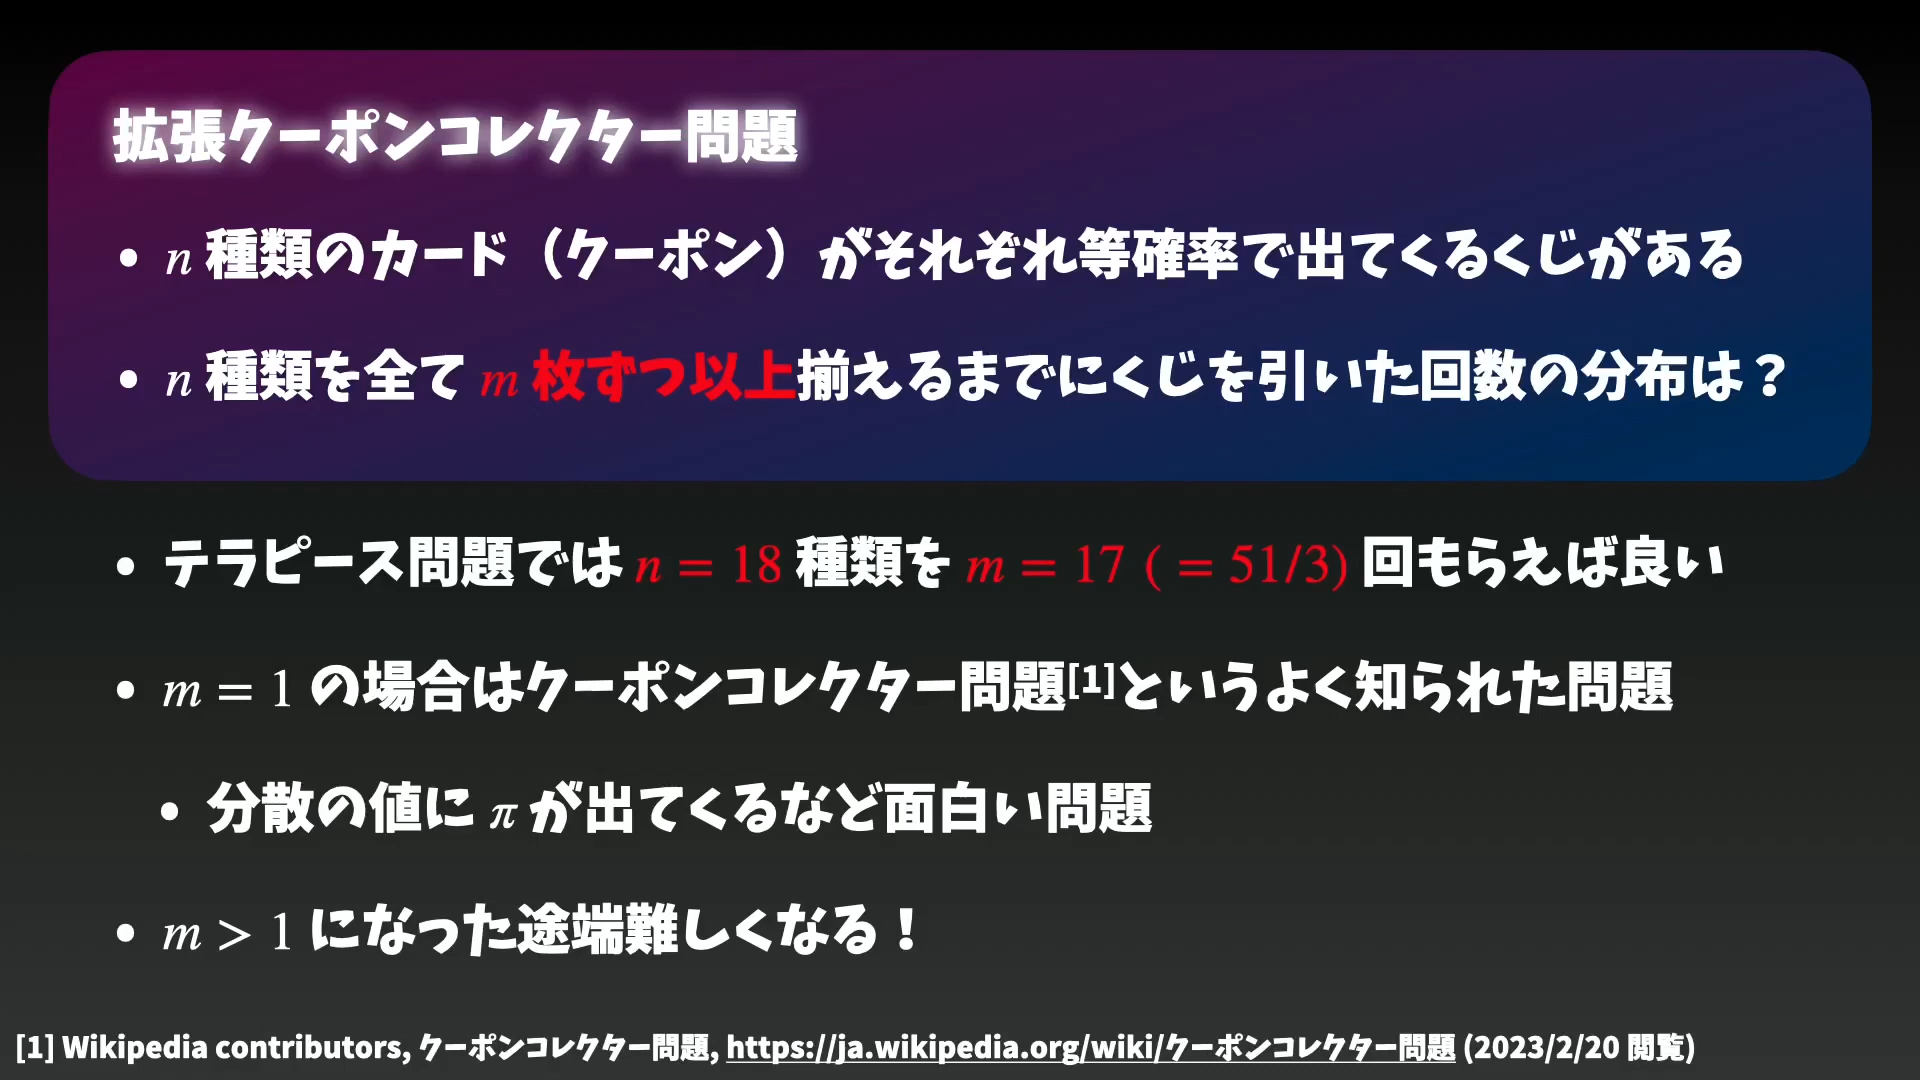 拡張クーポンコレクター問題
• n 種類のカード（クーポン）がそれぞれ等確率で出てくるくじがある
• n 種類を全て m 枚ずつ以上揃えるまでにくじを引いた回数の分布は？
• テラピース問題では n = 18 種類を m = 17 ( = 51/3) 回もらえば良い
• m = 1 の場合はクーポンコレクター問題[1]というよく知られた問題
• 分散の値に π が出てくるなど面白い問題
• m > 1 になった途端難しくなる！
[1] Wikipedia contributors, クーポンコレクター問題, https://ja.wikipedia.org/wiki/クーポンコレクター問題 (2023/2/20 閲覧)